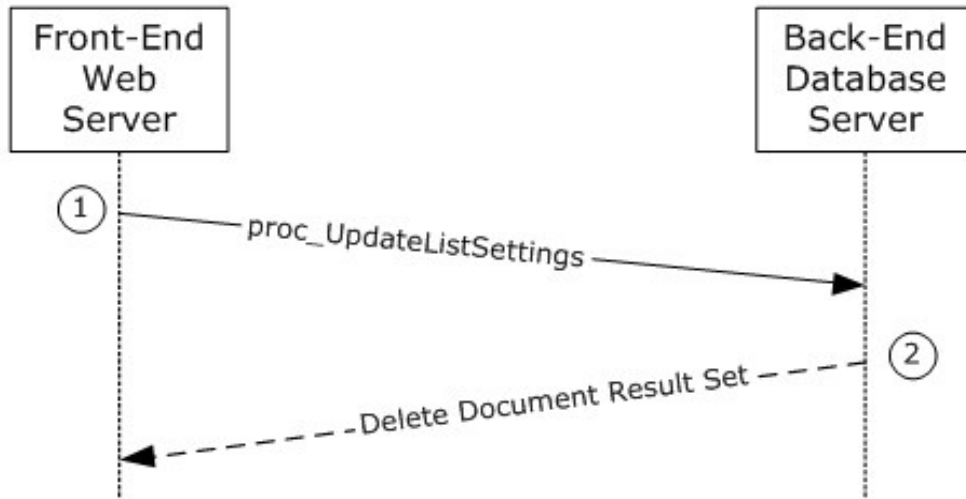 Front-End
Web
Server
Back-End
Database
Server
1
proc_UpdateListSettings
2
Delete Document Result Set